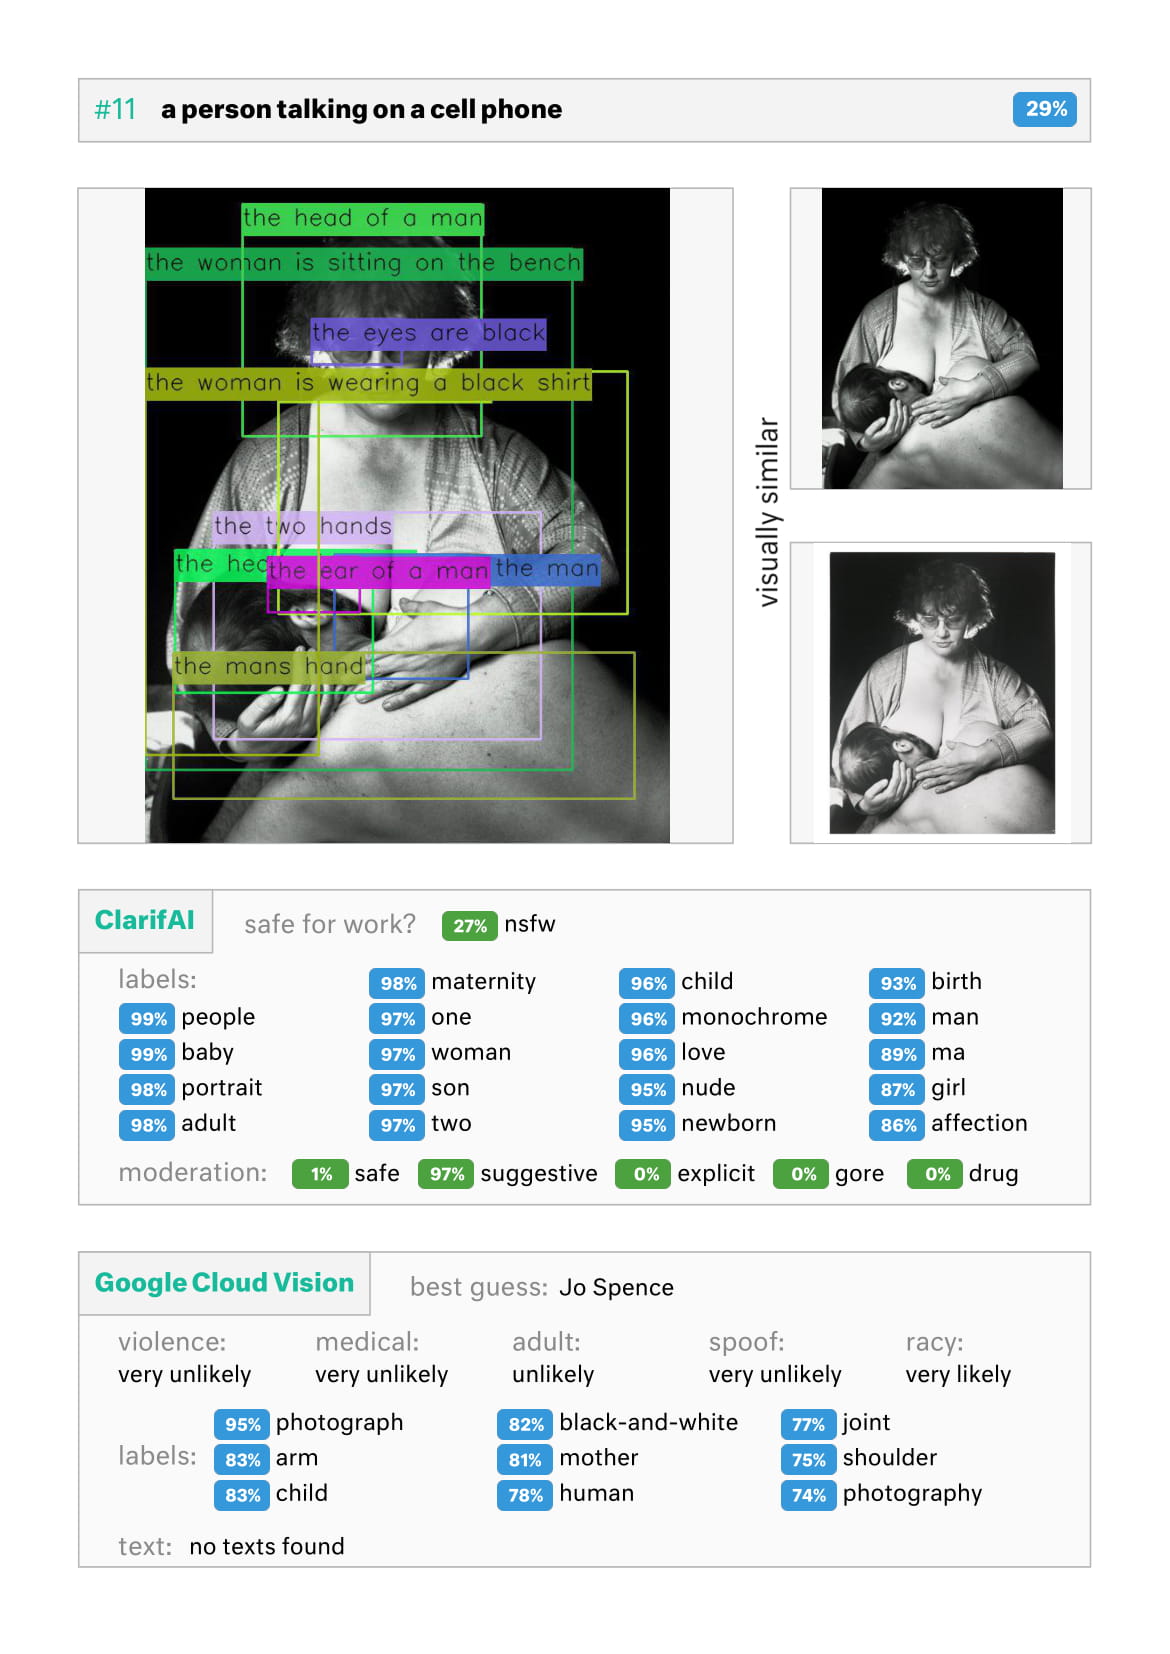 #11 a person talking on a cell phone 29%
the head of a man
the woman is sitting on the bench
the eyes are black
the woman is wearing a black shirt
the two hands
the hea
the ear of a man
the man
the mans hand
visually similar
ClarifAI safe for work? 27% nsfw
labels: 98% maternity 96% child 93% birth
99% people 97% one 96% monochrome 92% man
99% baby 97% woman 96% love 89% ma
98% portrait 97% son 95% nude 87% girl
98% adult 97% two 95% newborn 86% affection
moderation: 1% safe 97% suggestive 0% explicit 0% gore 0% drug
Google Cloud Vision best guess: Jo Spence
violence: medical: adult: spoof: racy:
very unlikely very unlikely unlikely very unlikely very likely
95% photograph 82% black-and-white 77% joint
labels: 83% arm 81% mother 75% shoulder
83% child 78% human 74% photography
text: no texts found